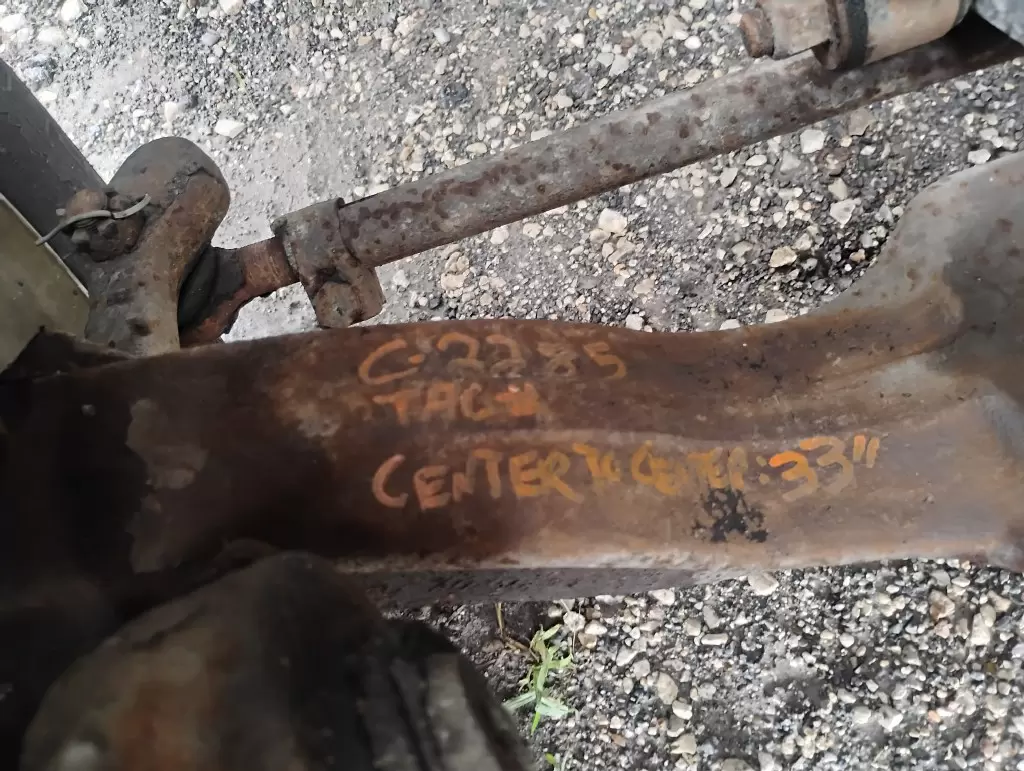 C-2285
TAG#
CENTER TO CENTER: 33"